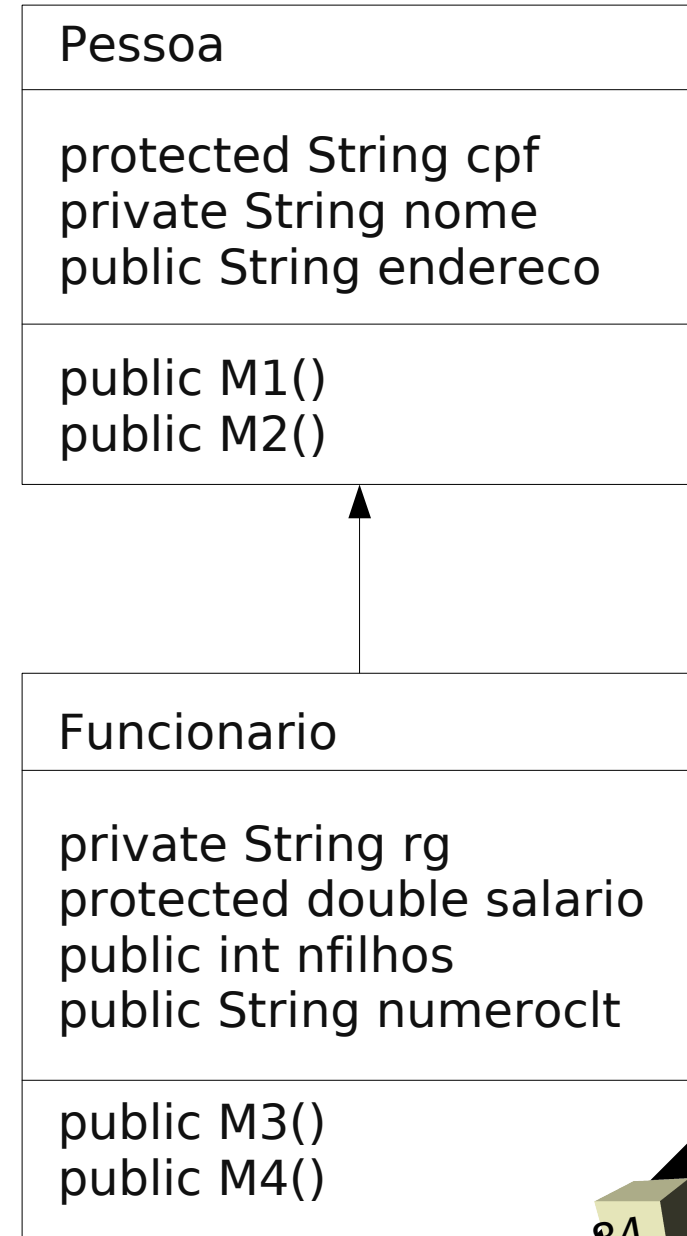 Pessoa
protected String cpf
private String nome
public String endereco
public M1()
public M2()
Funcionario
private String rg
protected double salario
public int nfilhos
public String numeroclt
public M3()
public M4()